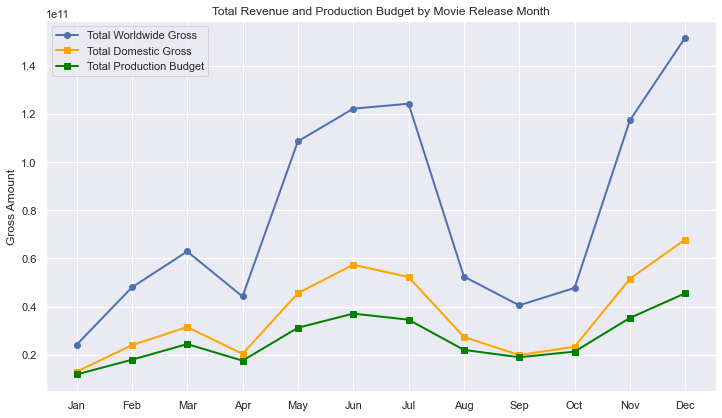 Total Revenue and Production Budget by Movie Release Month
1e11
Total Worldwide Gross
Total Domestic Gross
Total Production Budget
Gross Amount
1.4
1.2
1.0
0.8
0.6
0.4
0.2
Jan Feb Mar Apr May Jun Jul Aug Sep Oct Nov Dec